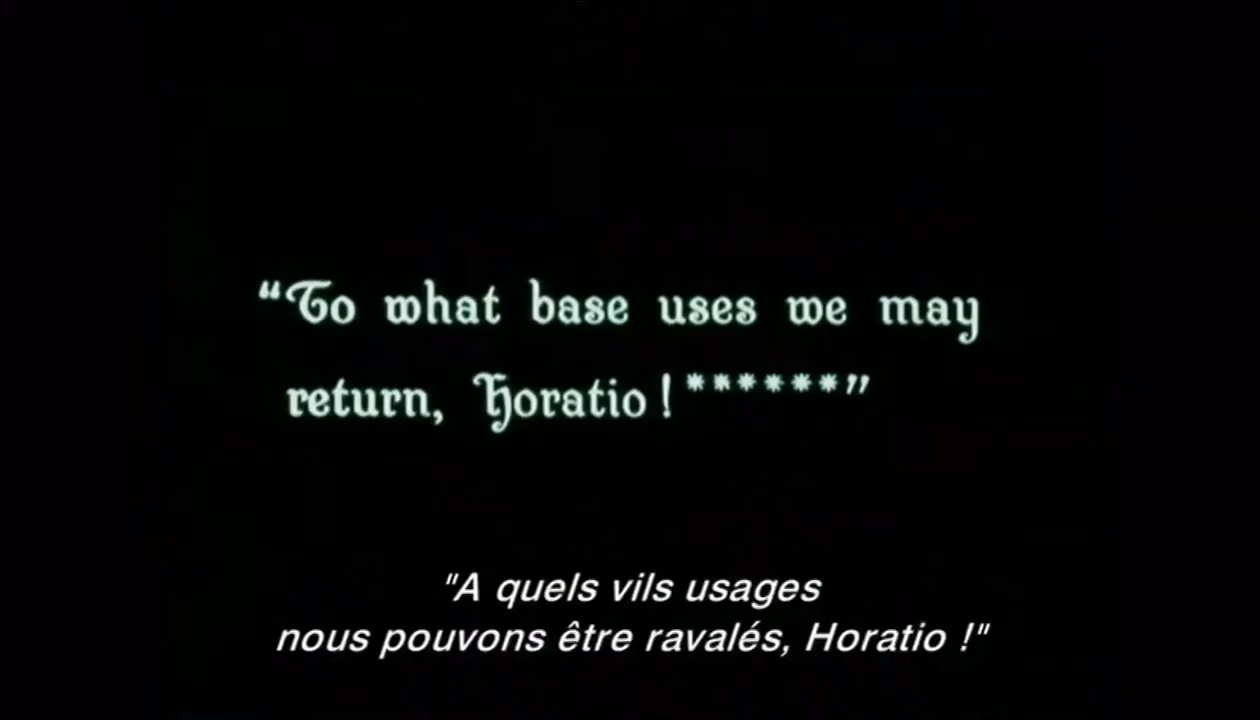 “To what base uses we may
return, Horatio! ******”
"A quels vils usages
nous pouvons être ravalés, Horatio !"